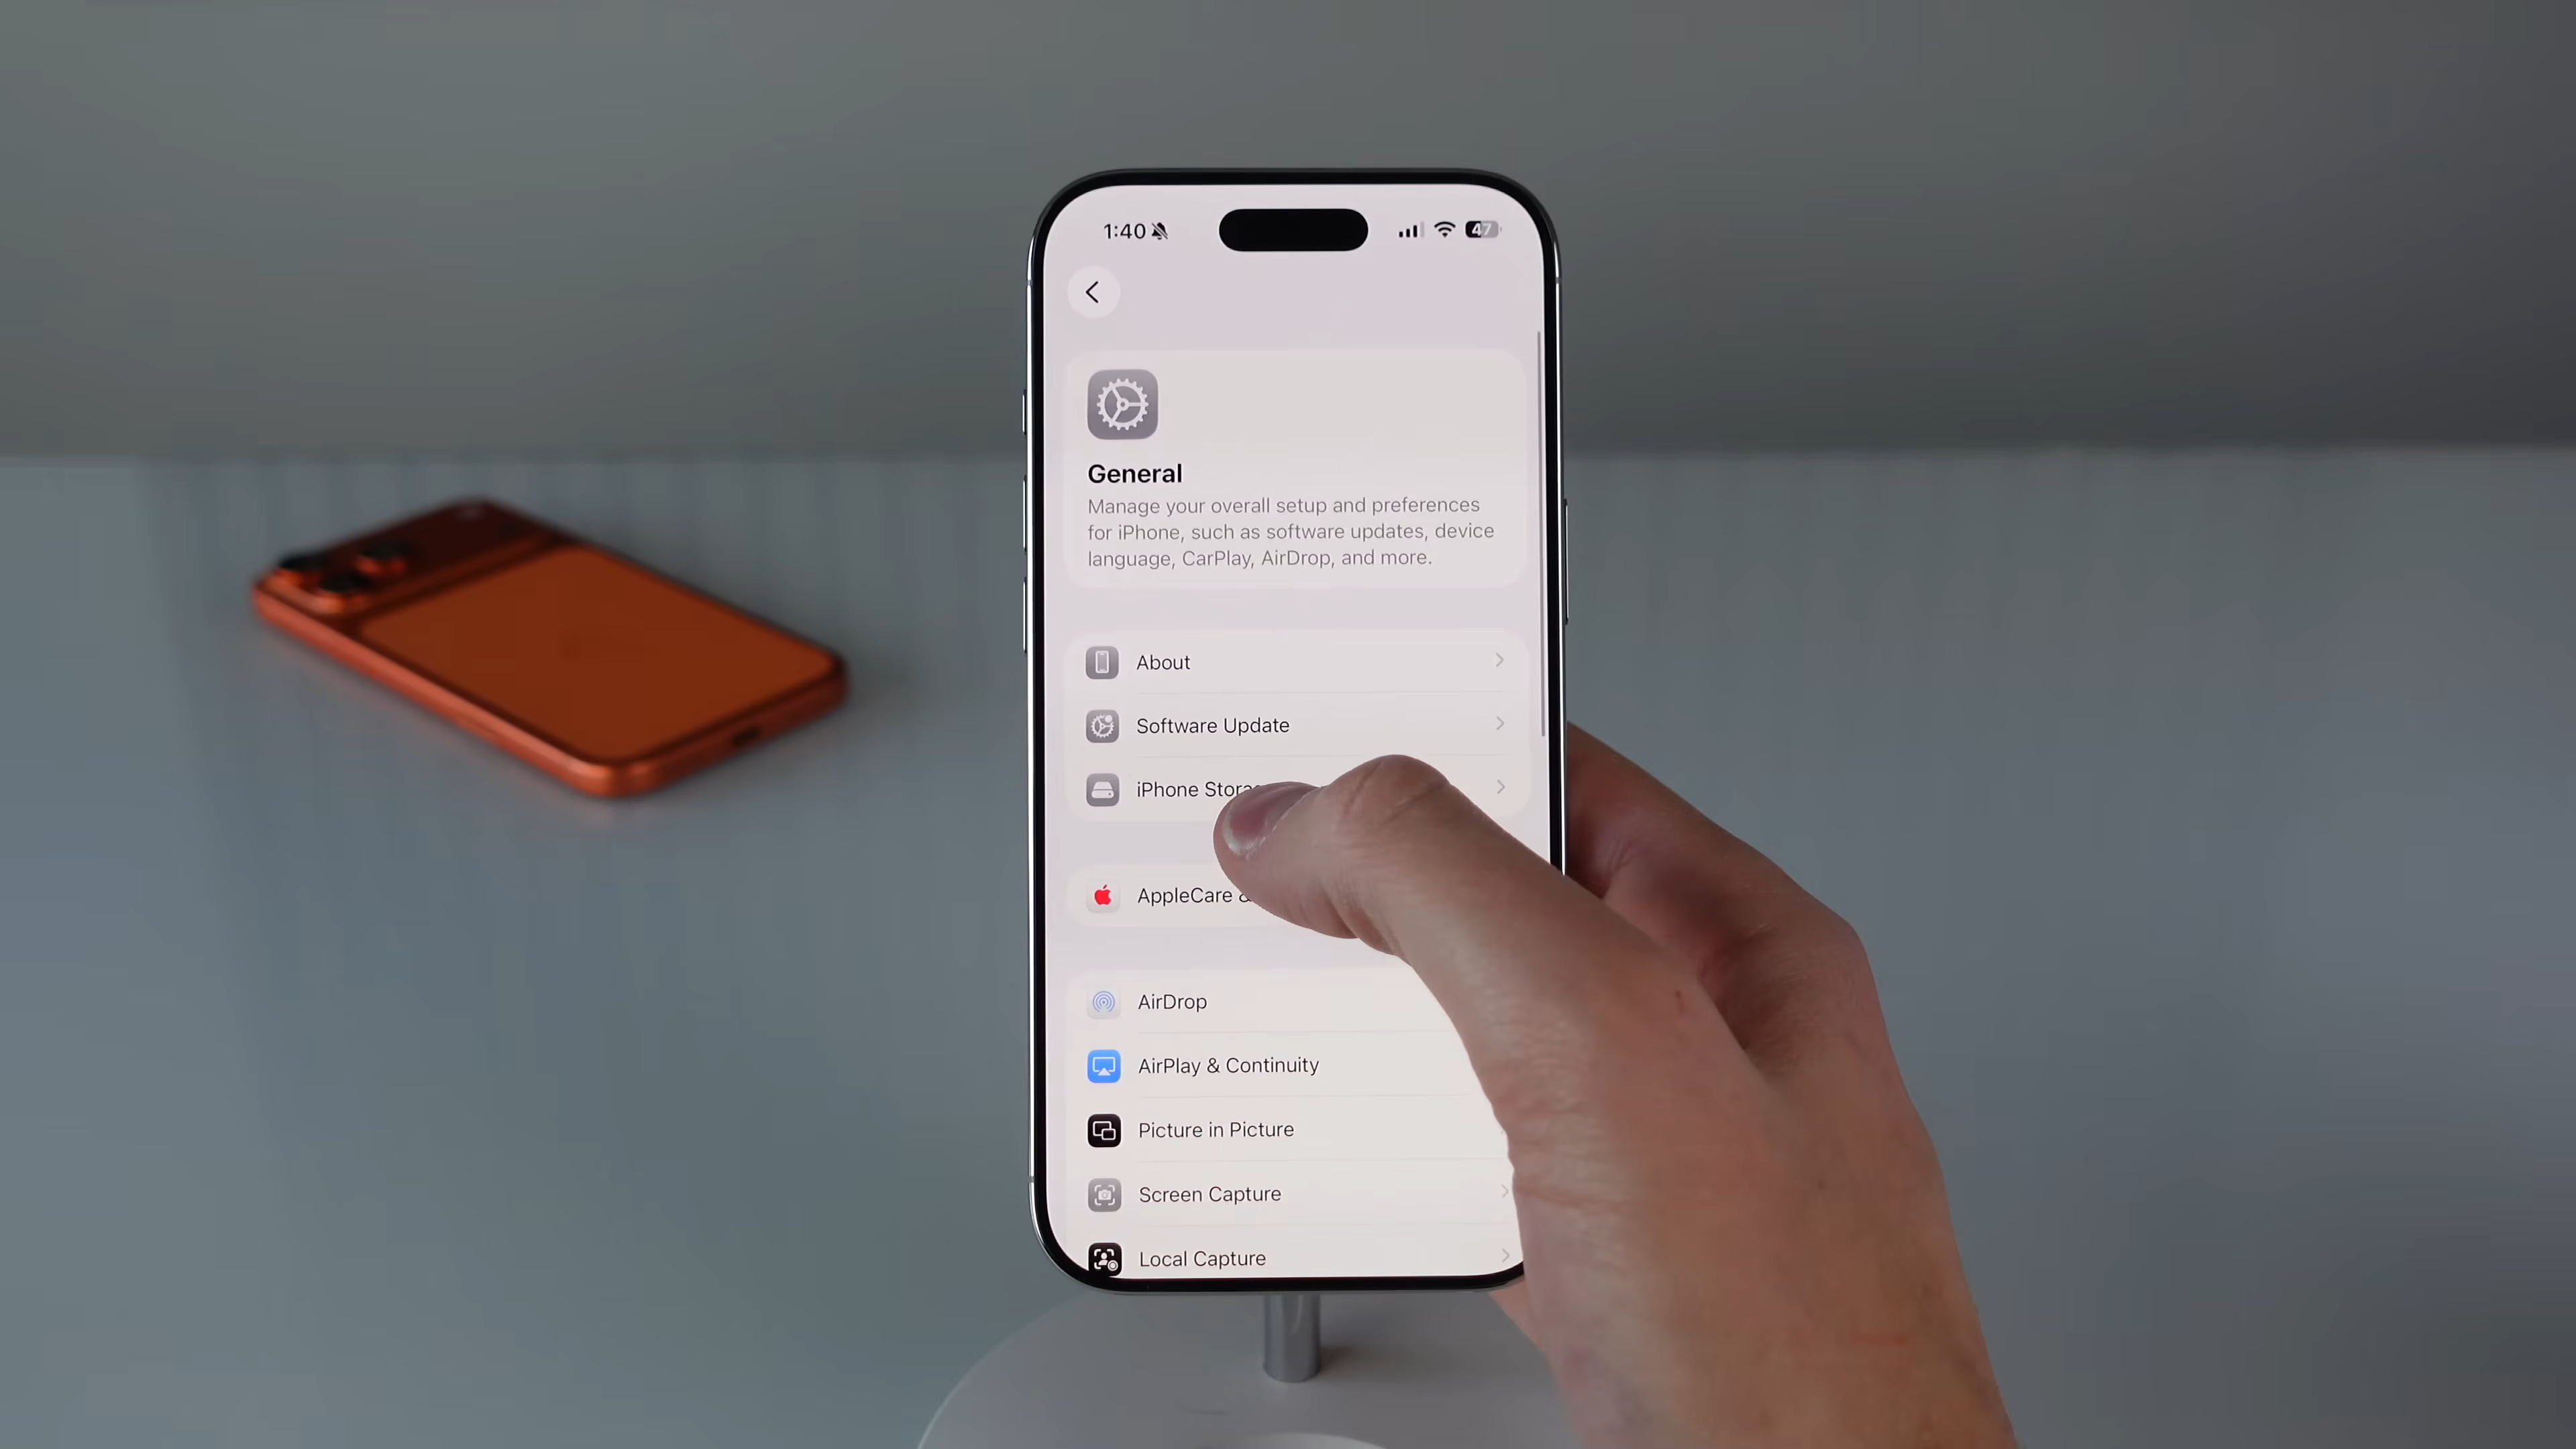 1:40
47
General
Manage your overall setup and preferences
for iPhone, such as software updates, device
language, CarPlay, AirDrop, and more.
About
Software Update
iPhone
AppleCare
AirDrop
AirPlay & Continuity
Picture in Picture
Screen Capture
Local Capture